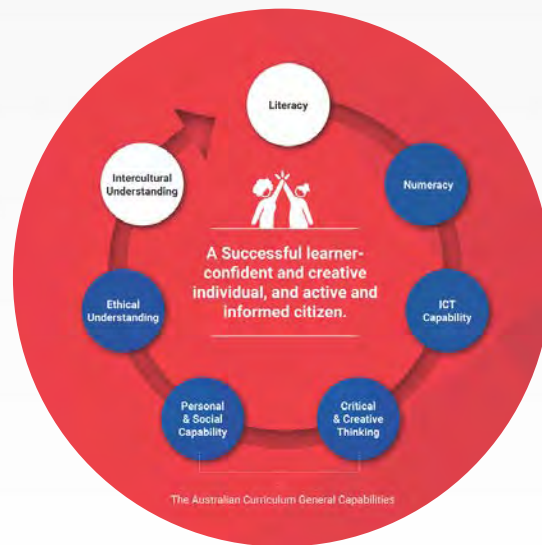 Literacy
Numeracy
ICT
Capability
Critical
& Creative
Thinking
Personal
& Social
Capability
Ethical
Understanding
Intercultural
Understanding
A Successful learner-
confident and creative
individual, and active and
informed citizen.
The Australian Curriculum General Capabilities